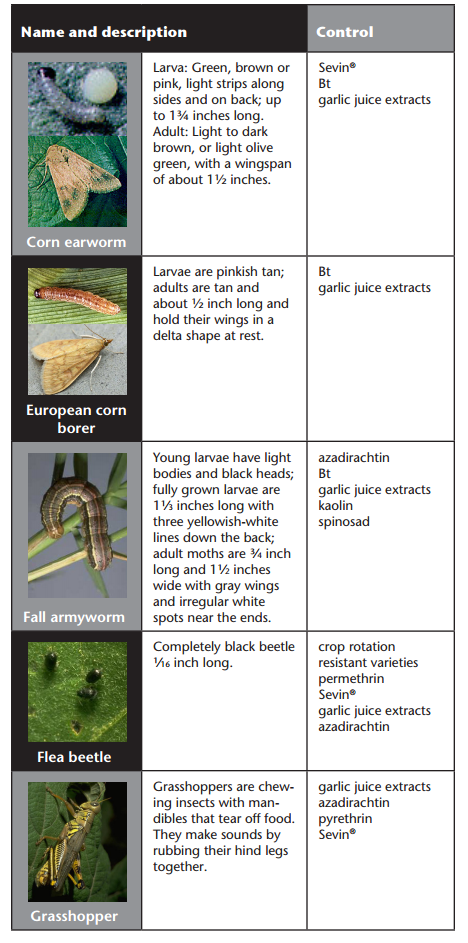 Name and description
Control
Larva: Green, brown or
pink, light strips along
sides and on back; up
to 1¾ inches long.
Adult: Light to dark
brown, or light olive
green, with a wingspan
of about 1½ inches.
Sevin®
Bt
garlic juice extracts
Corn earworm
Larvae are pinkish tan;
adults are tan and
about ½ inch long and
hold their wings in a
delta shape at rest.
Bt
garlic juice extracts
European corn
borer
Young larvae have light
bodies and black heads;
fully grown larvae are
1⅓ inches long with
three yellowish-white
lines down the back;
adult moths are ¾ inch
long and 1½ inches
wide with gray wings
and irregular white
spots near the ends.
azadirachtin
Bt
garlic juice extracts
kaolin
spinosad
Fall armyworm
Completely black beetle
1⁄16 inch long.
crop rotation
resistant varieties
permethrin
Sevin®
garlic juice extracts
azadirachtin
Flea beetle
Grasshoppers are chew-
ing insects with man-
dibles that tear off food.
They make sounds by
rubbing their hind legs
together.
garlic juice extracts
azadirachtin
pyrethrin
Sevin®
Grasshopper